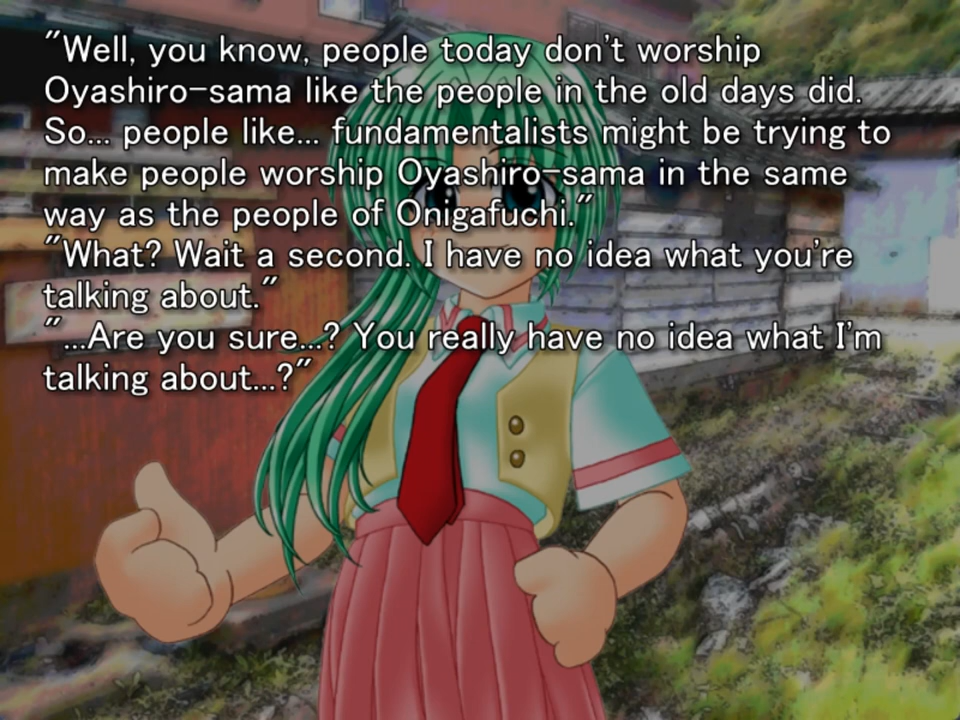 "Well, you know, people today don't worship
Oyashiro-sama like the people in the old days did.
So... people like... fundamentalists might be trying to
make people worship Oyashiro-sama in the same
way as the people of Onigafuchi."
"What? Wait a second. I have no idea what you're
talking about."
"...Are you sure...? You really have no idea what I'm
talking about...?"